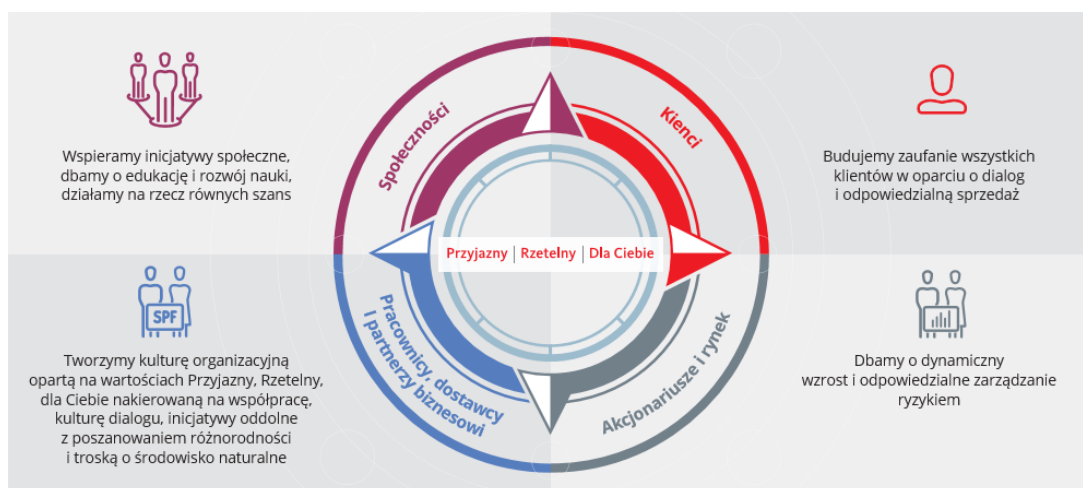 Społeczności
Wspieramy inicjatywy społeczne,
dbamy o edukację i rozwój nauki,
działamy na rzecz równych szans
Kienci
Budujemy zaufanie wszystkich
klientów w oparciu o dialog
i odpowiedzialną sprzedaż
Przyjazny | Rzetelny | Dla Ciebie
SPF
Tworzymy kulturę organizacyjną
opartą na wartościach Przyjazny, Rzetelny,
dla Ciebie nakierowaną na współpracę,
kulturę dialogu, inicjatywy oddolne
z poszanowaniem różnorodności
i troską o środowisko naturalne
Pracownicy, dostawcy
I partnerzy biznesowi
Akcjonariusze i rynek
Dbamy o dynamiczny
wzrost i odpowiedzialne zarządzanie
ryzykiem